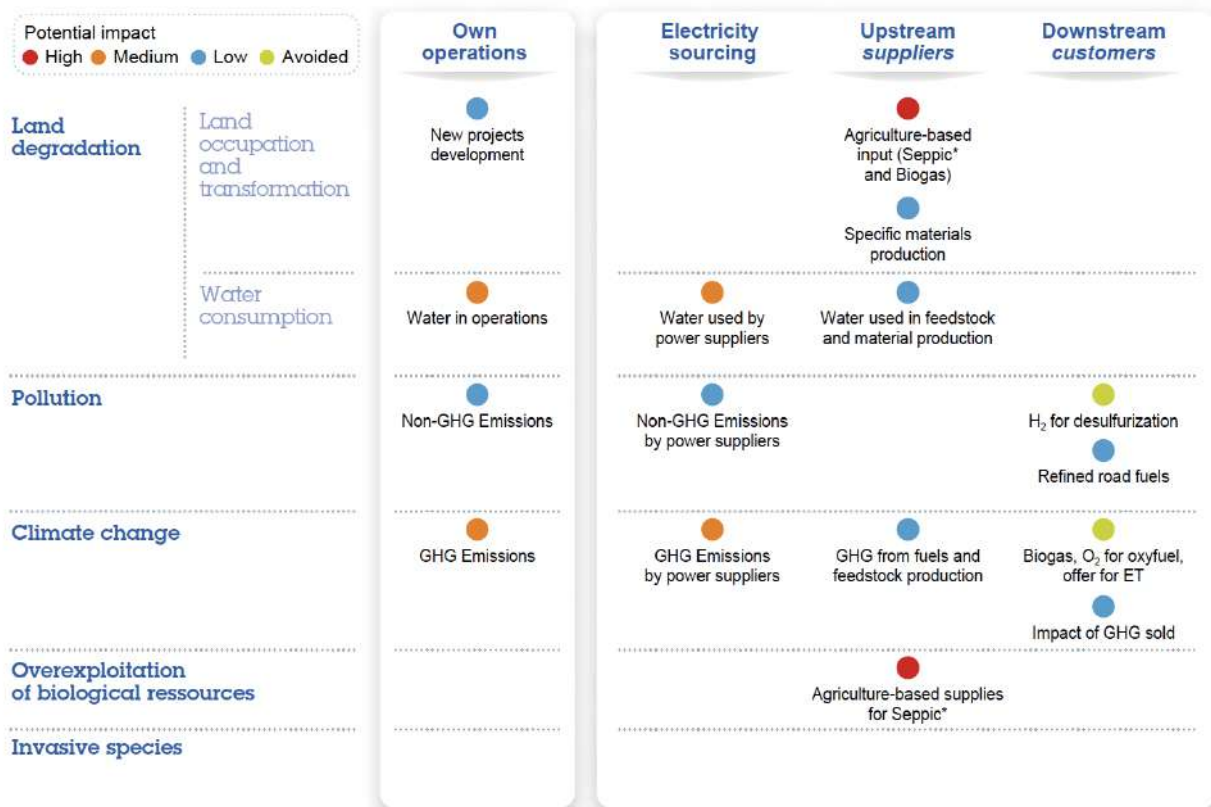 Potential impact
High Medium Low Avoided
Own
operations
Electricity
sourcing
Upstream
suppliers
Downstream
customers
Land
degradation
Land
occupation
and
transformation
New projects
development
Agriculture-based
input (Seppic*
and Biogas)
Specific materials
production
Water
consumption
Water in operations
Water used by
power suppliers
Water used in feedstock
and material production
Pollution
Non-GHG Emissions
Non-GHG Emissions
by power suppliers
H₂ for desulfurization
Refined road fuels
Climate change
GHG Emissions
GHG Emissions
by power suppliers
GHG from fuels and
feedstock production
Biogas, O₂ for oxyfuel,
offer for ET
Impact of GHG sold
Overexploitation
of biological ressources
Agriculture-based supplies
for Seppic*
Invasive species